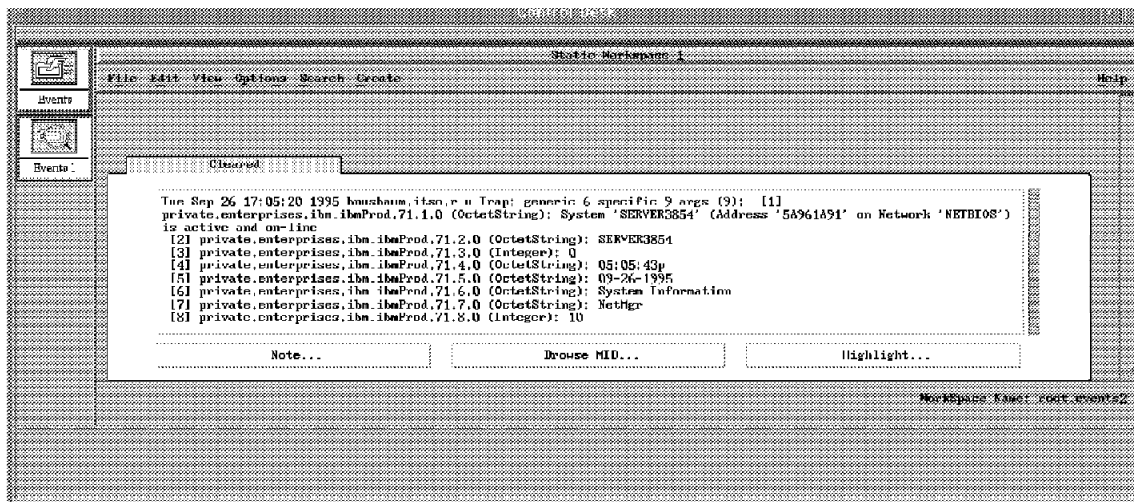 Control Desk
Static Workspace 1
File Edit View Options Search Create Help
Events
Events 1
Cleared
Tue Sep 26 17:05:20 1995 Trap: generic 6 specific 9 args (9): [1]
private.enterprises.ibm.ibmProd.71.1.0 (OctetString): System 'SERVER3854' (Address '5A961A91' on Network 'NETBIOS')
is active and on-line
[2] private.enterprises.ibm.ibmProd.71.2.0 (OctetString): SERVER3854
[3] private.enterprises.ibm.ibmProd.71.3.0 (Integer): 0
[4] private.enterprises.ibm.ibmProd.71.4.0 (OctetString): 05:05:43p
[5] private.enterprises.ibm.ibmProd.71.5.0 (OctetString): 09-26-1995
[6] private.enterprises.ibm.ibmProd.71.6.0 (OctetString): System Information
[7] private.enterprises.ibm.ibmProd.71.7.0 (OctetString): NetMgr
[8] private.enterprises.ibm.ibmProd.71.8.0 (Integer): 10
Note... Browse MIB... Highlight...
WorkSpace Name: root.events2